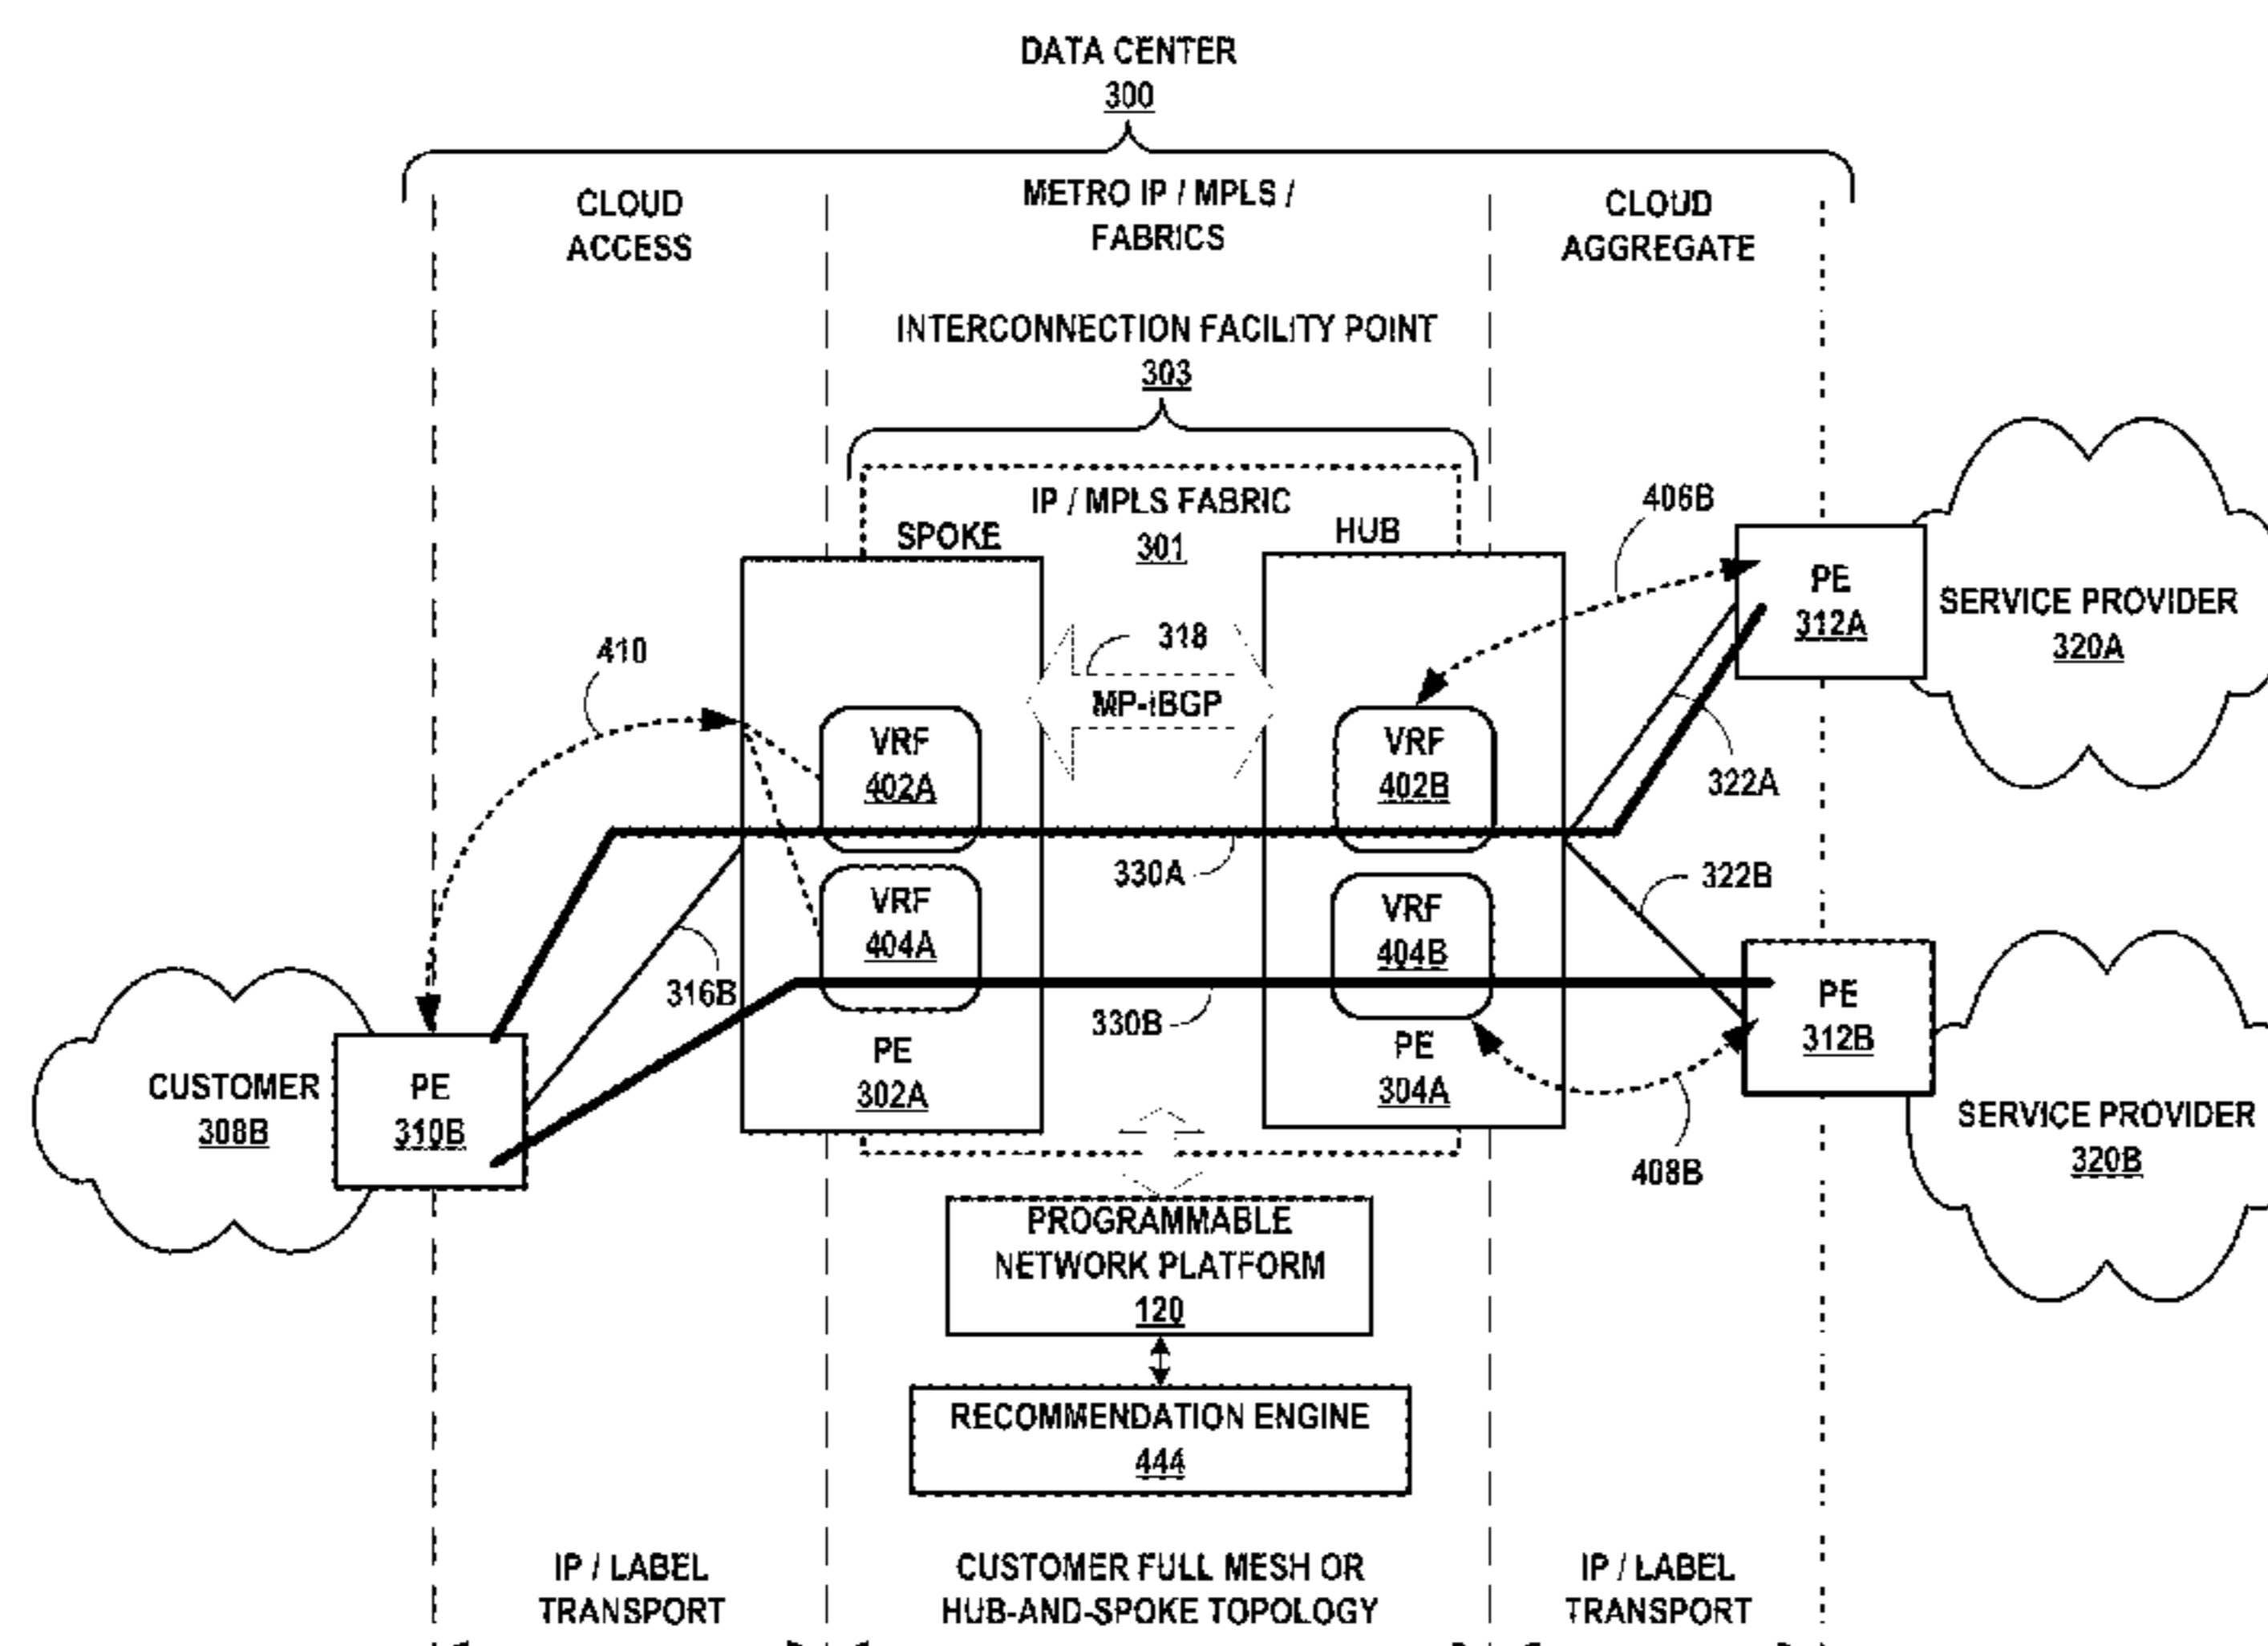 DATA CENTER
300
CLOUD
ACCESS
METRO IP / MPLS /
FABRICS
CLOUD
AGGREGATE
INTERCONNECTION FACILITY POINT
303
IP / MPLS FABRIC
301
SPOKE
HUB
406B
PE
312A
SERVICE PROVIDER
320A
410
318
MP-iBGP
VRF
402A
VRF
402B
322A
330A
322B
VRF
404A
VRF
404B
316B
330B
PE
312B
PE
302A
PE
304A
CUSTOMER
308B
PE
310B
SERVICE PROVIDER
320B
408B
PROGRAMMABLE
NETWORK PLATFORM
120
RECOMMENDATION ENGINE
444
IP / LABEL
TRANSPORT
CUSTOMER FULL MESH OR
HUB-AND-SPOKE TOPOLOGY
IP / LABEL
TRANSPORT